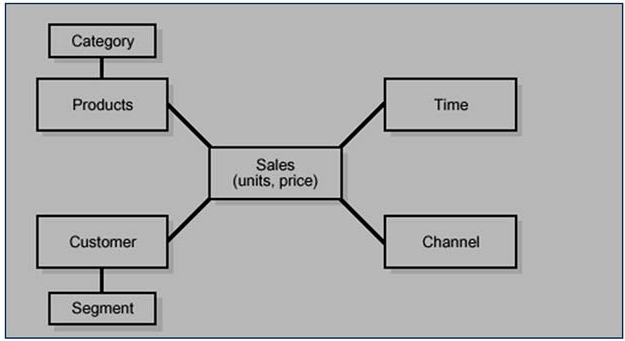 Category
Products
Time
Sales
(units, price)
Customer
Channel
Segment